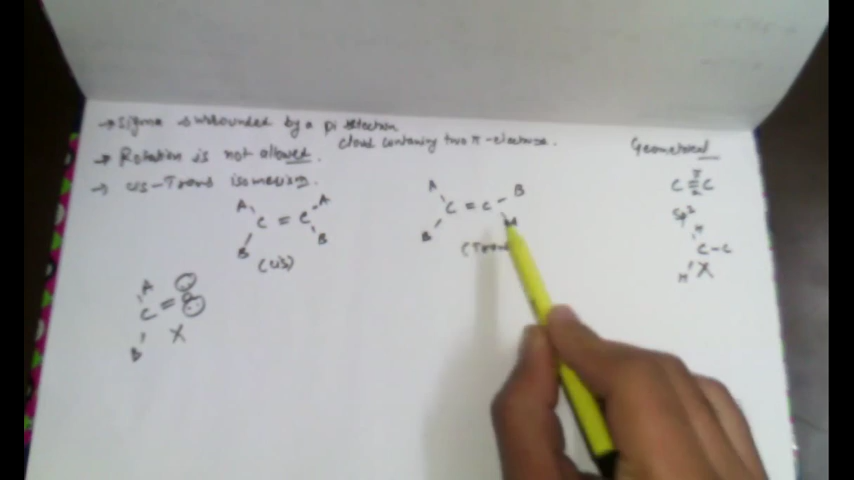 → Sigma is surrounded by a pi electron
cloud containing two π-electrons.
→ Rotation is not allowed.
→ cis-Trans isomerism.
Geometrical
A A
C = C
B B
(cis)
A B
C = C
B A
(Trans
A
C =
B
X
π
C = C
Sp²
H
C - C
H X